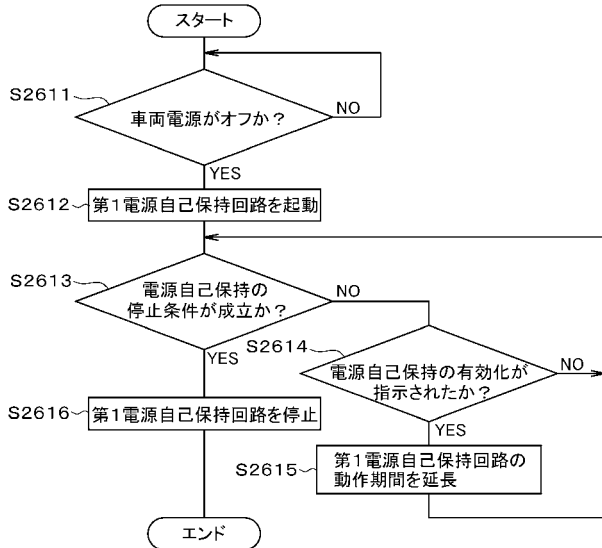 スタート
S2611
車両電源がオフか？
NO
YES
S2612
第1電源自己保持回路を起動
S2613
電源自己保持の
停止条件が成立か？
NO
YES
S2614
電源自己保持の有効化が
指示されたか？
NO
YES
S2616
第1電源自己保持回路を停止
S2615
第1電源自己保持回路の
動作期間を延長
エンド